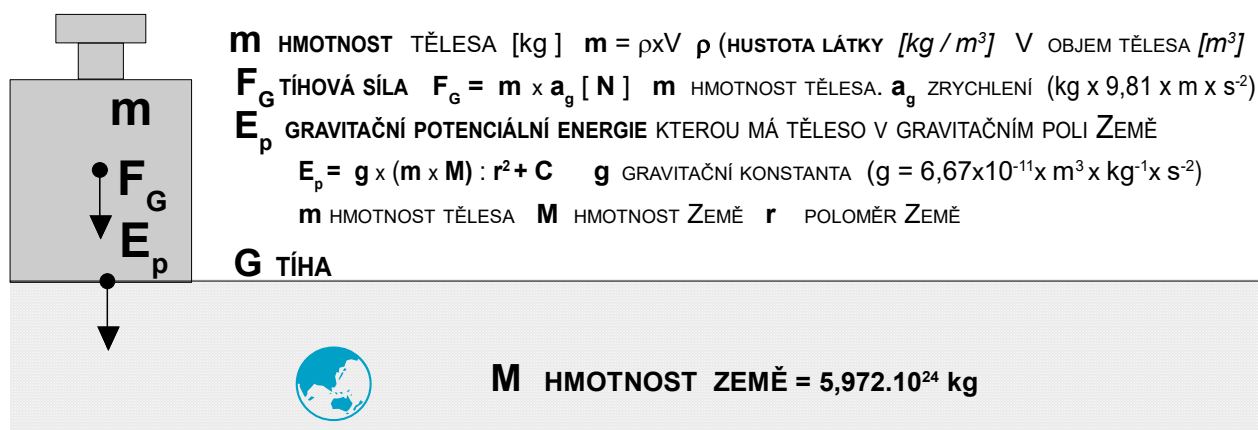 m HMOTNOST TĚLESA [kg ] m = ρxV ρ (HUSTOTA LÁTKY [kg / m³] V OBJEM TĚLESA [m³]
F_G TÍHOVÁ SÍLA F_G = m x a_g [ N ] m HMOTNOST TĚLESA. a_g ZRYCHLENÍ (kg x 9,81 x m x s⁻²)
E_p GRAVITAČNÍ POTENCIÁLNÍ ENERGIE KTEROU MÁ TĚLESO V GRAVITAČNÍM POLI ZEMĚ
E_p = g x (m x M) : r² + C g GRAVITAČNÍ KONSTANTA (g = 6,67x10⁻¹¹x m³ x kg⁻¹x s⁻²)
m HMOTNOST TĚLESA M HMOTNOST ZEMĚ r POLOMĚR ZEMĚ
G TÍHA
m
F_G
E_p
M HMOTNOST ZEMĚ = 5,972.10²⁴ kg